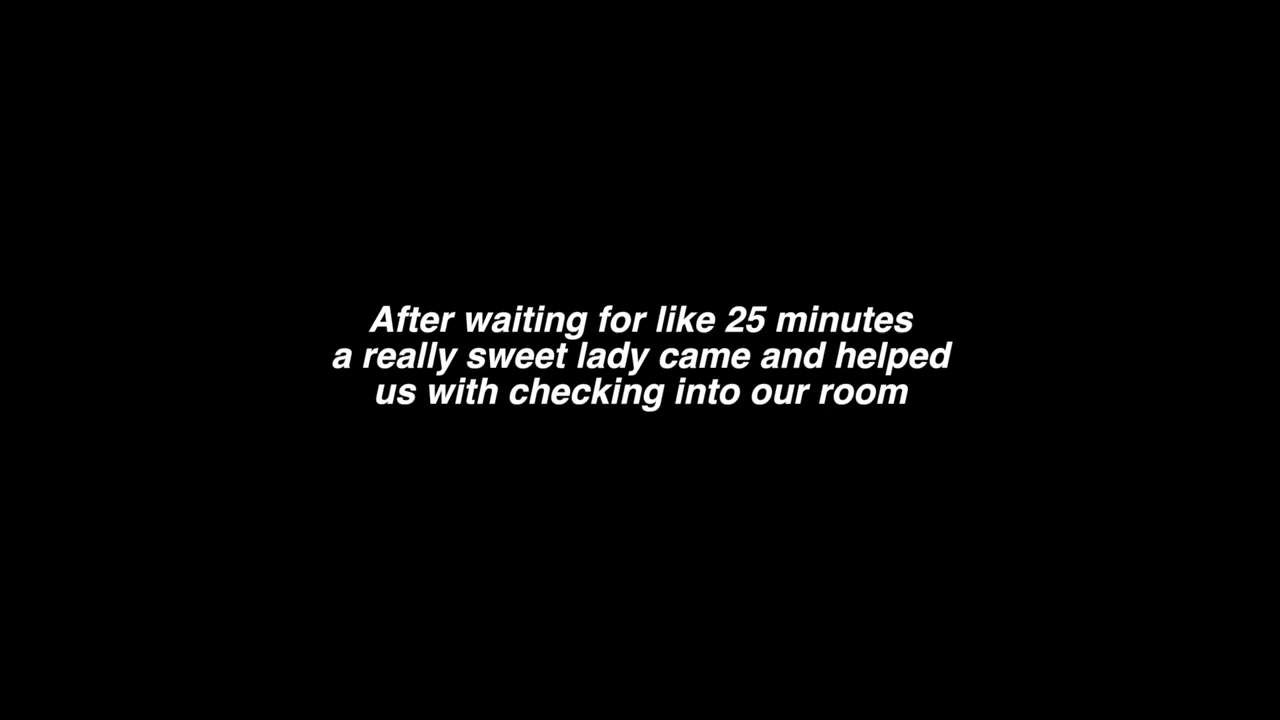 After waiting for like 25 minutes
a really sweet lady came and helped
us with checking into our room